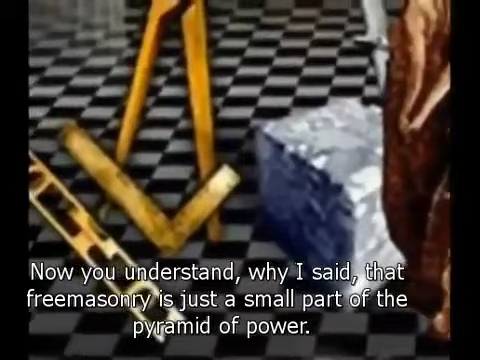 Now you understand, why I said, that
freemasonry is just a small part of the
pyramid of power.